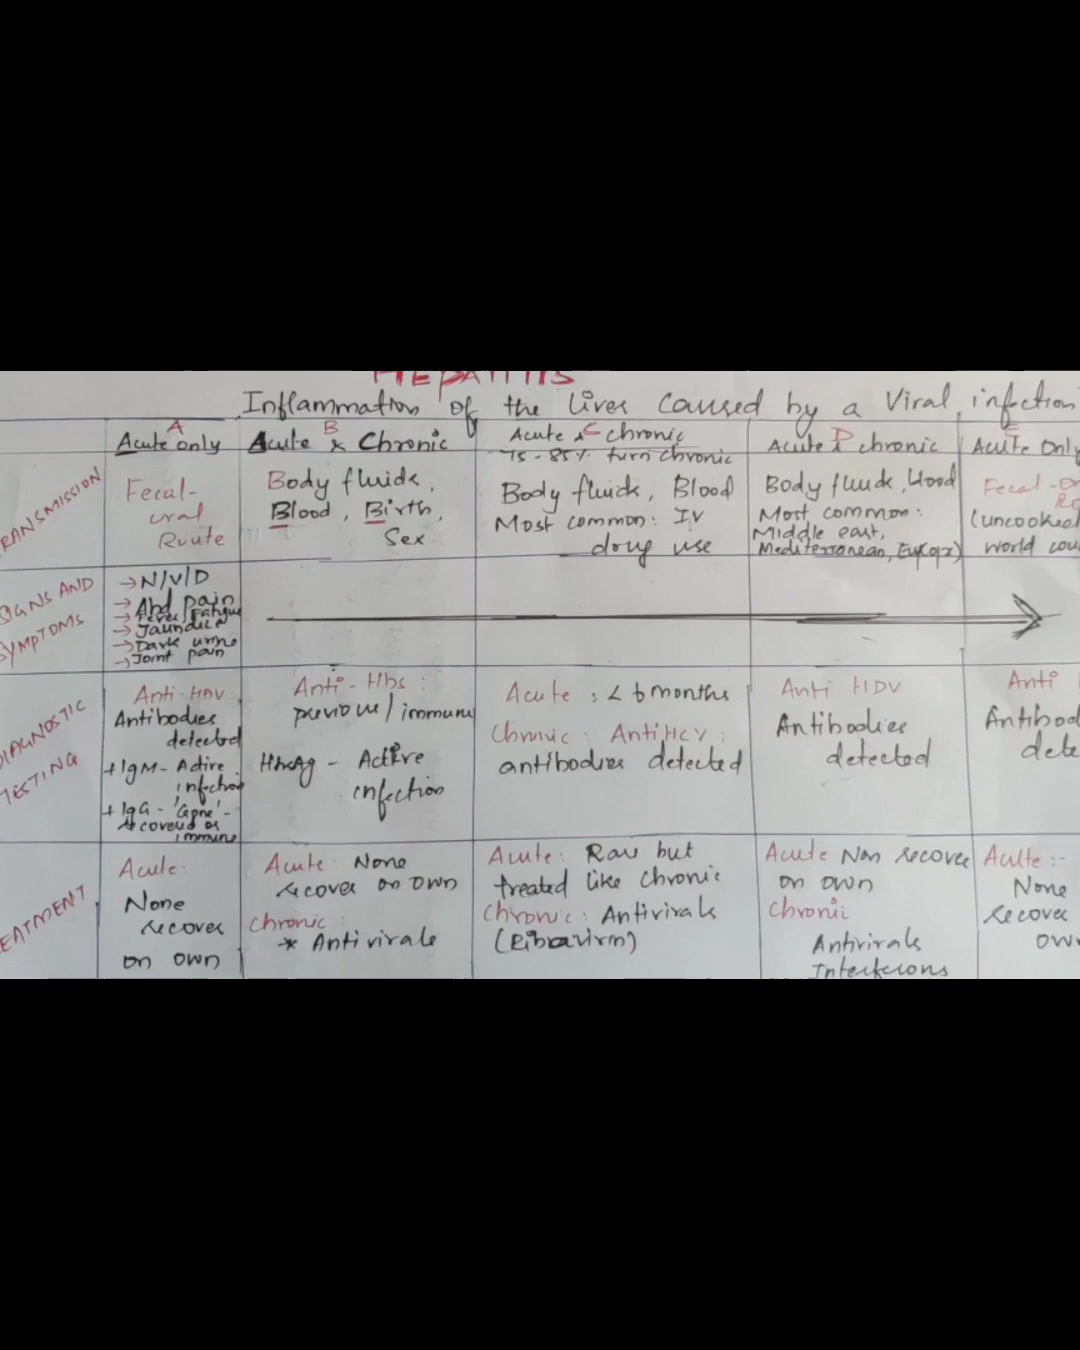 HEPATITIS
Inflammation of the liver caused by a Viral infection
A
Acute only
B
Acute & Chronic
C
Acute & chronic
75-85% turn chronic
D
Acute & chronic
E
Acute Only
RANSMISSION
Fecal-
oral
Route
Body fluids,
Blood, Birth,
Sex
Body fluids, Blood
Most common: IV
drug use
Body fluids, blood
Most common:
Middle east,
Mediterranean,
Fecal-Or
Ro
(uncooked
world cou
SIGNS AND
SYMPTOMS
→ N/V/D
→ Abd pain
→ Fever/Fatigue
→ Jaundice
→ Dark urine
→ Joint pain
DIAGNOSTIC
TESTING
Anti-HAV
Antibodies
detected
+IgM- Active
infection
+IgG- 'Gone'-
recovered or
immune
Anti-Hbs:
previous/immune
HbsAg - Active
infection
Acute: < 6 months
Chronic: Anti HCV:
antibodies detected
Anti HDV
Antibodies
detected
Anti
Antibod
dete
EATMENT
Acute:
None
recover
on own
Acute: None
recover on own
Chronic:
* Antivirals
Acute: Rare but
treated like chronic
Chronic: Antivirals
(Ribavirin)
Acute Non recover
on own
Chronic
Antivirals
Interferons
Acute:-
None
recover
own